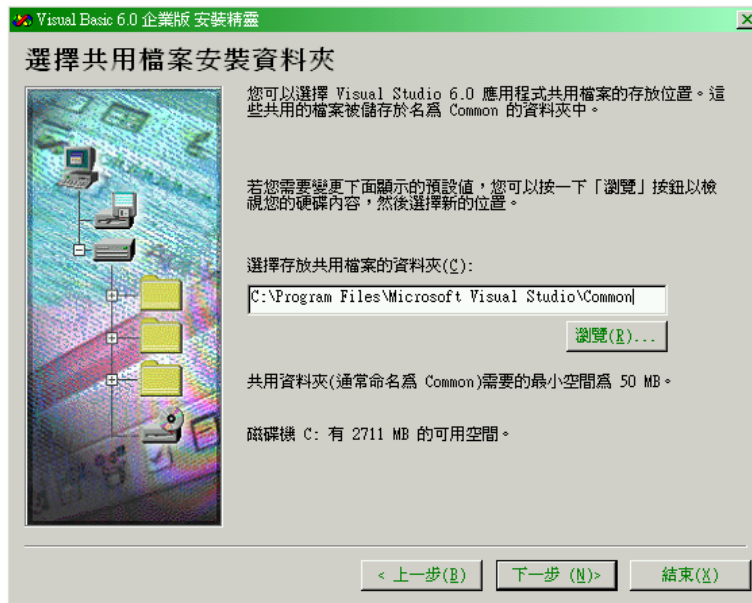 Visual Basic 6.0 企業版 安裝精靈
選擇共用檔案安裝資料夾
您可以選擇 Visual Studio 6.0 應用程式共用檔案的存放位置。這
些共用的檔案被儲存於名為 Common 的資料夾中。
若您需要變更下面顯示的預設值，您可以按一下「瀏覽」按鈕以檢
視您的硬碟內容，然後選擇新的位置。
選擇存放共用檔案的資料夾(C):
C:\Program Files\Microsoft Visual Studio\Common
瀏覽(R)...
共用資料夾(通常命名為 Common)需要的最小空間為 50 MB。
磁碟機 C: 有 2711 MB 的可用空間。
< 上一步(B) 下一步 (N)> 結束(X)